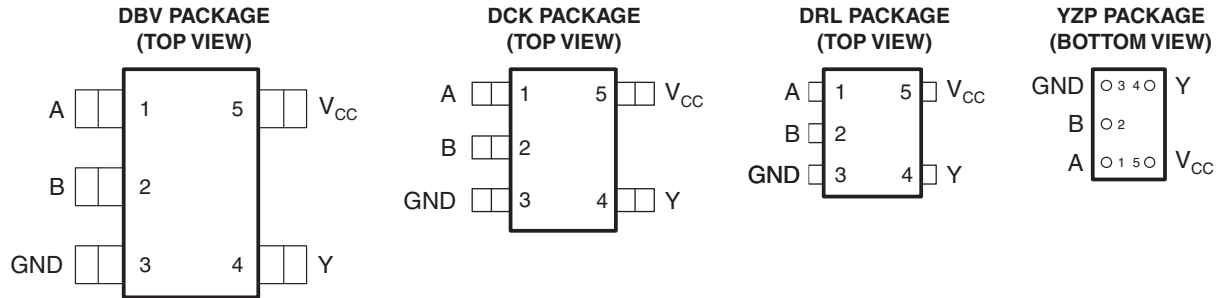 DBV PACKAGE
(TOP VIEW)
A 1 5 VCC
B 2
GND 3 4 Y
DCK PACKAGE
(TOP VIEW)
A 1 5 VCC
B 2
GND 3 4 Y
DRL PACKAGE
(TOP VIEW)
A 1 5 VCC
B 2
GND 3 4 Y
YZP PACKAGE
(BOTTOM VIEW)
GND 3 4 Y
B 2
A 1 5 VCC